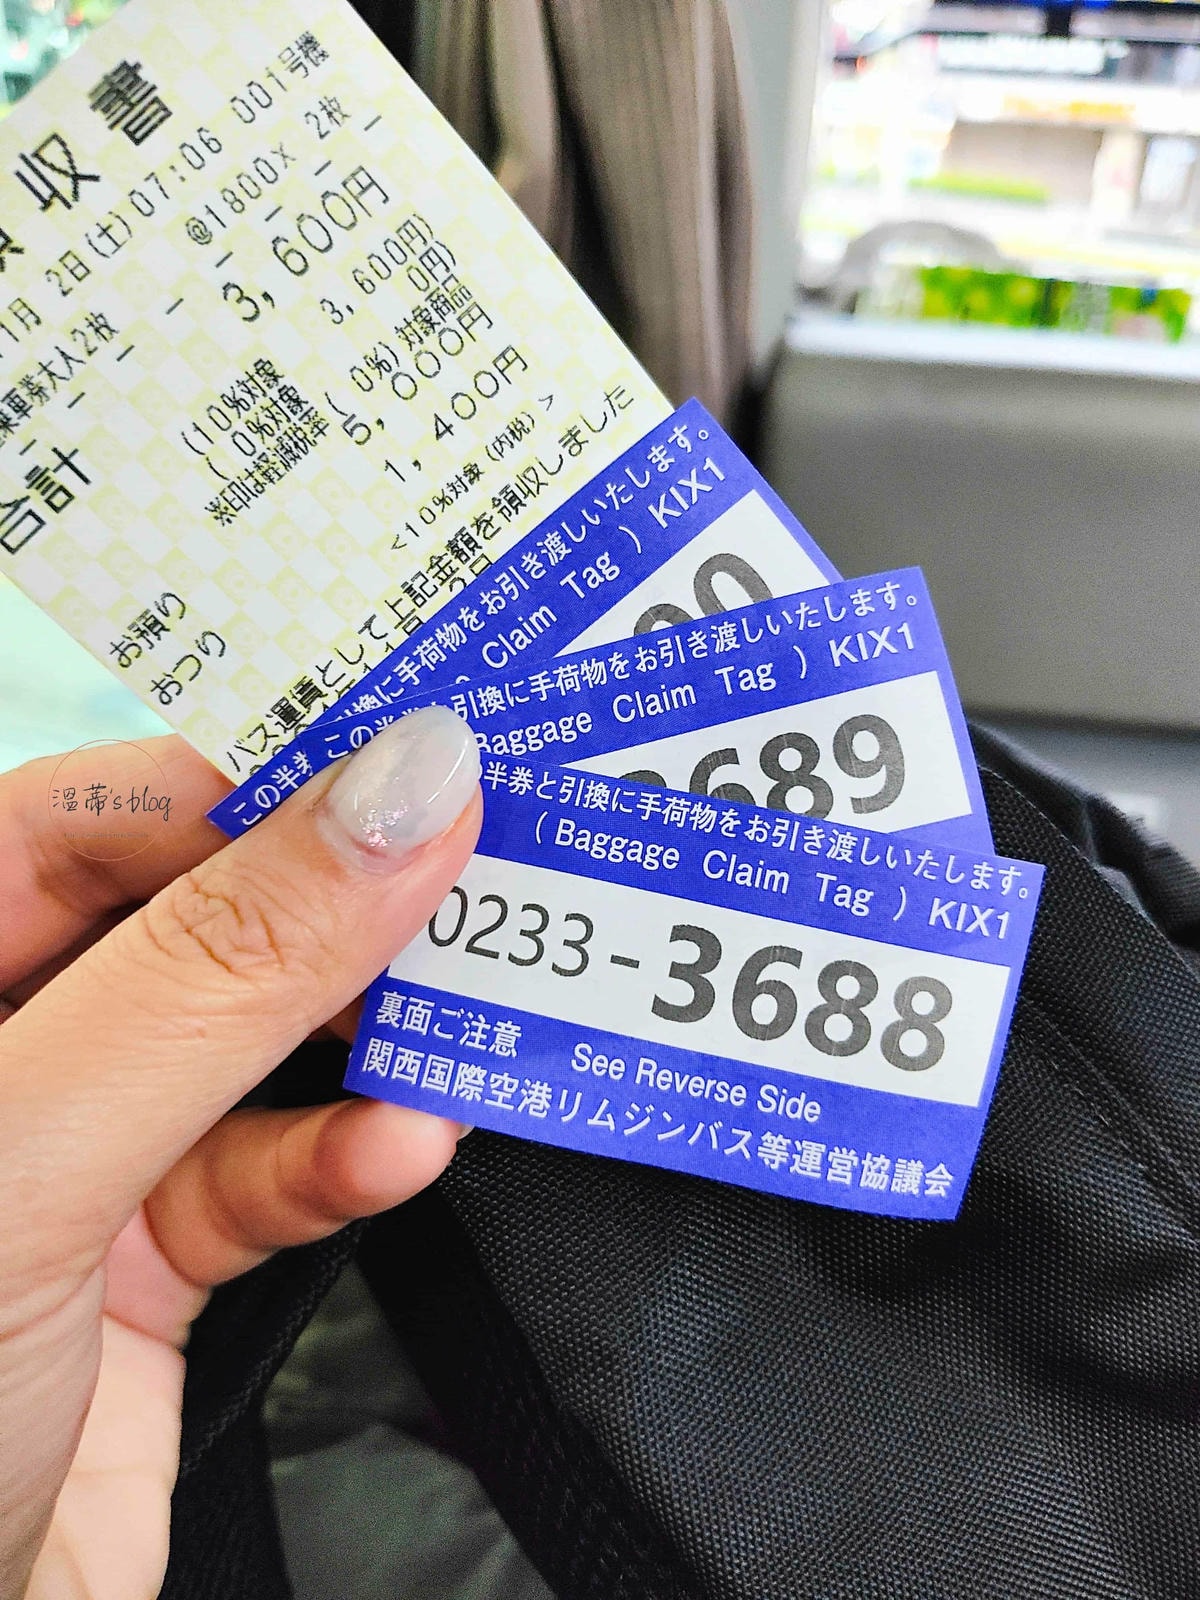 収書
1月 2日(土)07:06 001号機
乗車券大人2枚 @1800× 2枚
合計 3,600円
(10%対象 3,600円)
( 0%対象 0円)
※印は軽減税率( 0%)対象商品
お預り 5,000円
おつり 1,400円
<10%対象(内税)>
バス運賃として上記金額を領収しました
この半券 引換に手荷物をお引き渡しいたします。
Claim Tag ) KIX1
90
この半券 引換に手荷物をお引き渡しいたします。
Baggage Claim Tag ) KIX1
3689
半券と引換に手荷物をお引き渡しいたします。
( Baggage Claim Tag ) KIX1
0233-3688
裏面ご注意 See Reverse Side
関西国際空港リムジンバス等運営協議会
溫蒂's blog